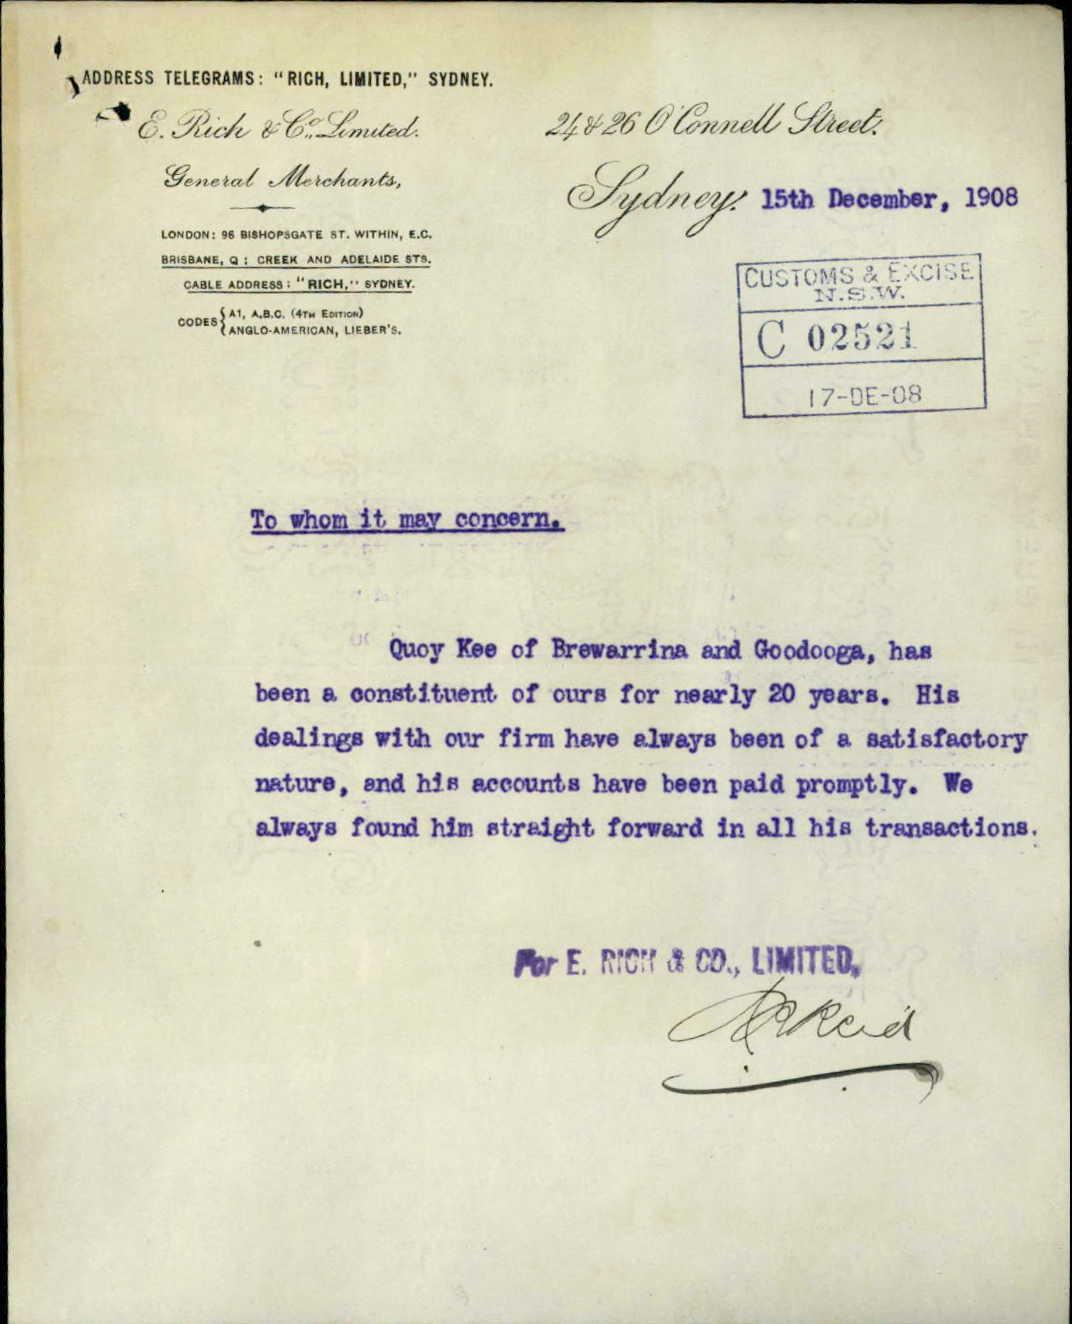 ADDRESS TELEGRAMS: "RICH, LIMITED," SYDNEY.
E. Rich & Co., Limited.
General Merchants,
LONDON: 96 BISHOPSGATE ST. WITHIN, E.C.
BRISBANE, Q: CREEK AND ADELAIDE STS.
CABLE ADDRESS: "RICH," SYDNEY.
CODES { A1, A.B.C. (4TH EDITION)
ANGLO-AMERICAN, LIEBER'S.
24 & 26 O'Connell Street.
Sydney, 15th December, 1908
CUSTOMS & EXCISE
N.S.W.
C 02521
17-DE-08
To whom it may concern.
Quoy Kee of Brewarrina and Goodooga, has
been a constituent of ours for nearly 20 years. His
dealings with our firm have always been of a satisfactory
nature, and his accounts have been paid promptly. We
always found him straight forward in all his transactions.
For E. RICH & CO., LIMITED,
Reid